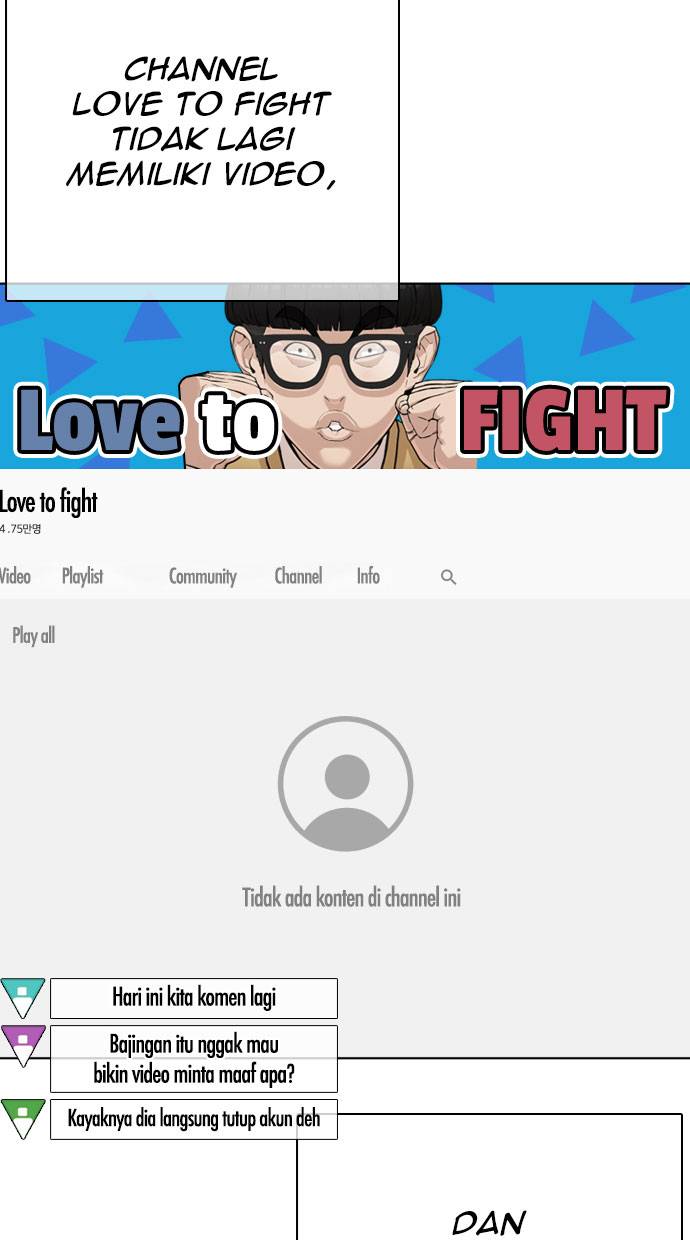 CHANNEL
LOVE TO FIGHT
TIDAK LAGI
MEMILIKI VIDEO,
Love to FIGHT
Love to fight
4.75만명
Video Playlist Community Channel Info
Play all
Tidak ada konten di channel ini
Hari ini kita komen lagi
Bajingan itu nggak mau
bikin video minta maaf apa?
Kayaknya dia langsung tutup akun deh
DAN